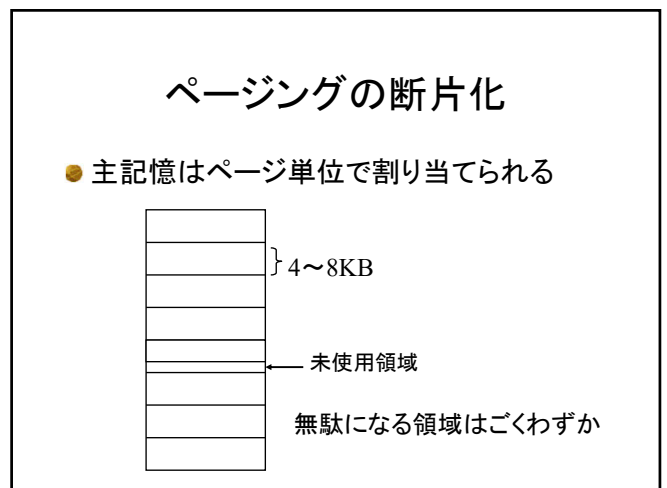 ページングの断片化
主記憶はページ単位で割り当てられる
4～8KB
未使用領域
無駄になる領域はごくわずか